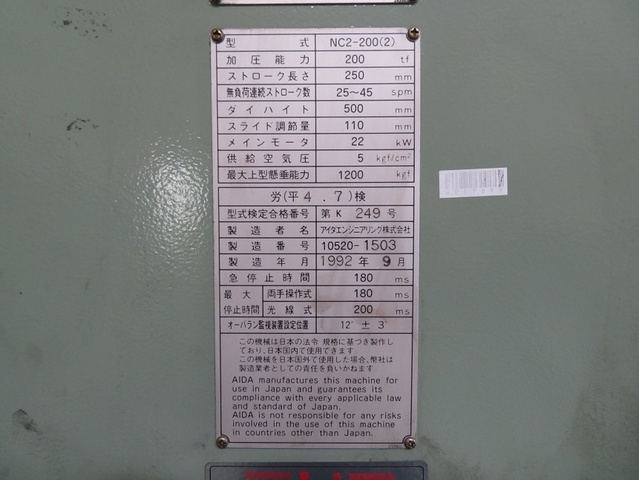 型 式 NC2-200(2)
加圧能力 200 tf
ストローク長さ 250 mm
無負荷連続ストローク数 25～45 spm
ダイハイト 500 mm
スライド調節量 110 mm
メインモータ 22 kW
供給空気圧 5 kgf/cm²
最大上型懸垂能力 1200 kgf
労(平4.7)検
型式検定合格番号 第K 249号
製造者名 アイダエンジニアリング株式会社
製造番号 10520-1503
製造年月 1992年 9月
急停止時間 180 ms
最大停止時間 両手操作式 180 ms
光線式 200 ms
オーバラン監視装置設定位置 12° ± 3°
この機械は日本の法令 規格に基づき製作し
ており、日本国内で使用できます。
この機械を日本国外で使用した場合、弊社は
製造業者としての責任を負いかねます
AIDA manufactures this machine for
use in Japan and guarantees its
compliance with every applicable law
and standard of Japan.
AIDA is not responsible for any risks
involved in the use of this machine
in countries other than Japan.